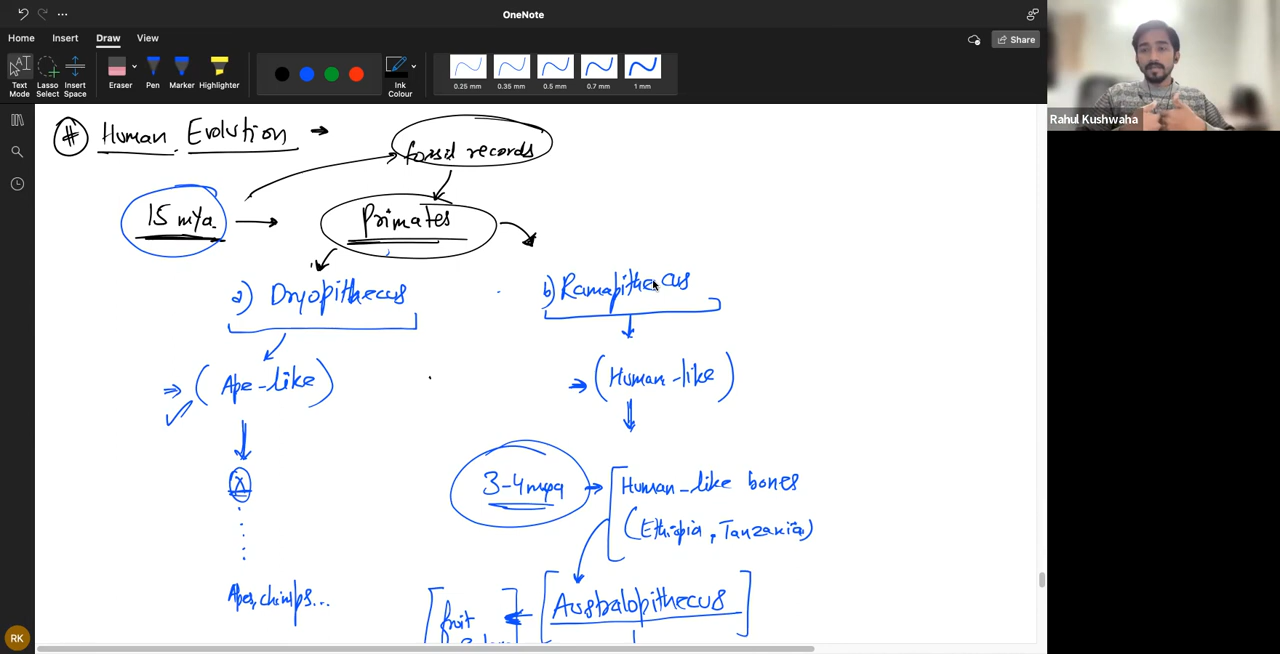 OneNote
Home Insert Draw View
Share
Text Mode
Lasso Select
Insert Space
Eraser
Pen
Marker
Highlighter
Ink Colour
0.25 mm
0.35 mm
0.5 mm
0.7 mm
1 mm
Rahul Kushwaha
# Human Evolution →
fossil records
15 mya. → Primates
a) Dryopithecus
b) Ramapithecus
⇒ (Ape-like)
→ (Human-like)
3-4 mya → Human-like bones
(Ethiopia, Tanzania)
x
Apes, chimps...
Australopithecus
fruit
RK